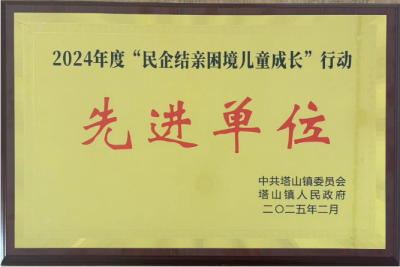 2024年度“民企结亲困境儿童成长”行动
先进单位
中共塔山镇委员会
塔山镇人民政府
二〇二五年二月